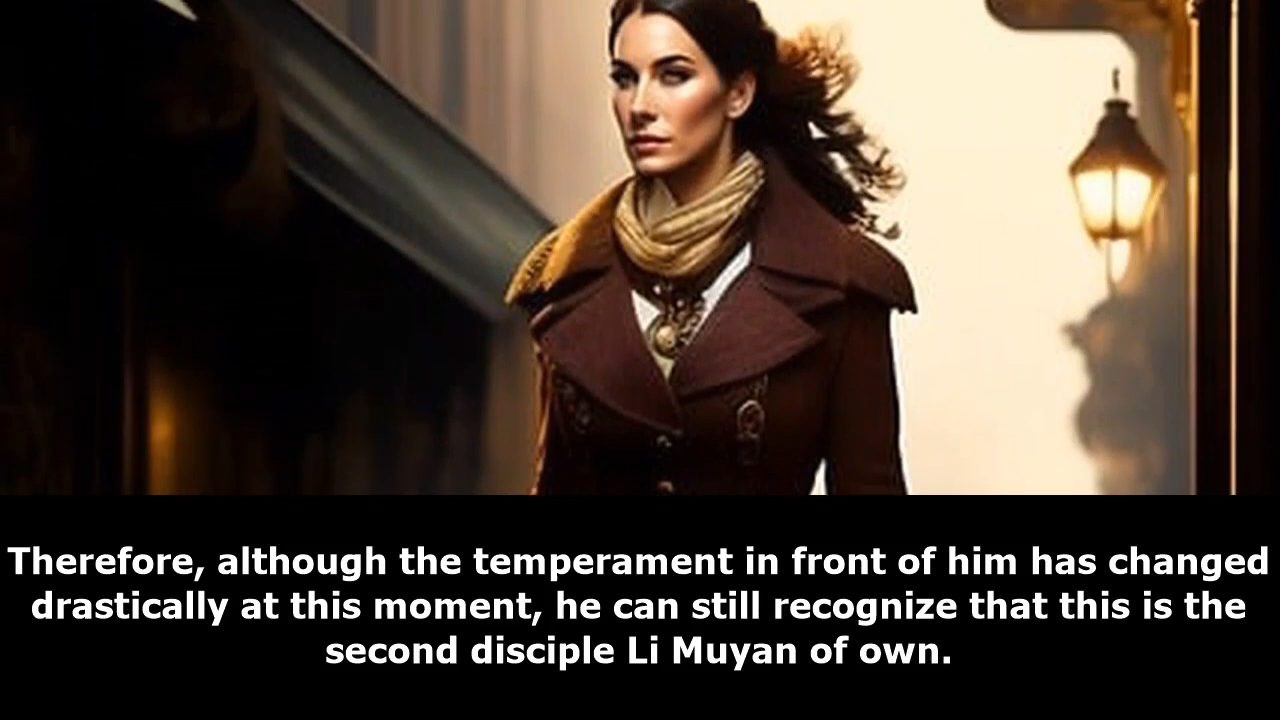 Therefore, although the temperament in front of him has changed
drastically at this moment, he can still recognize that this is the
second disciple Li Muyan of own.